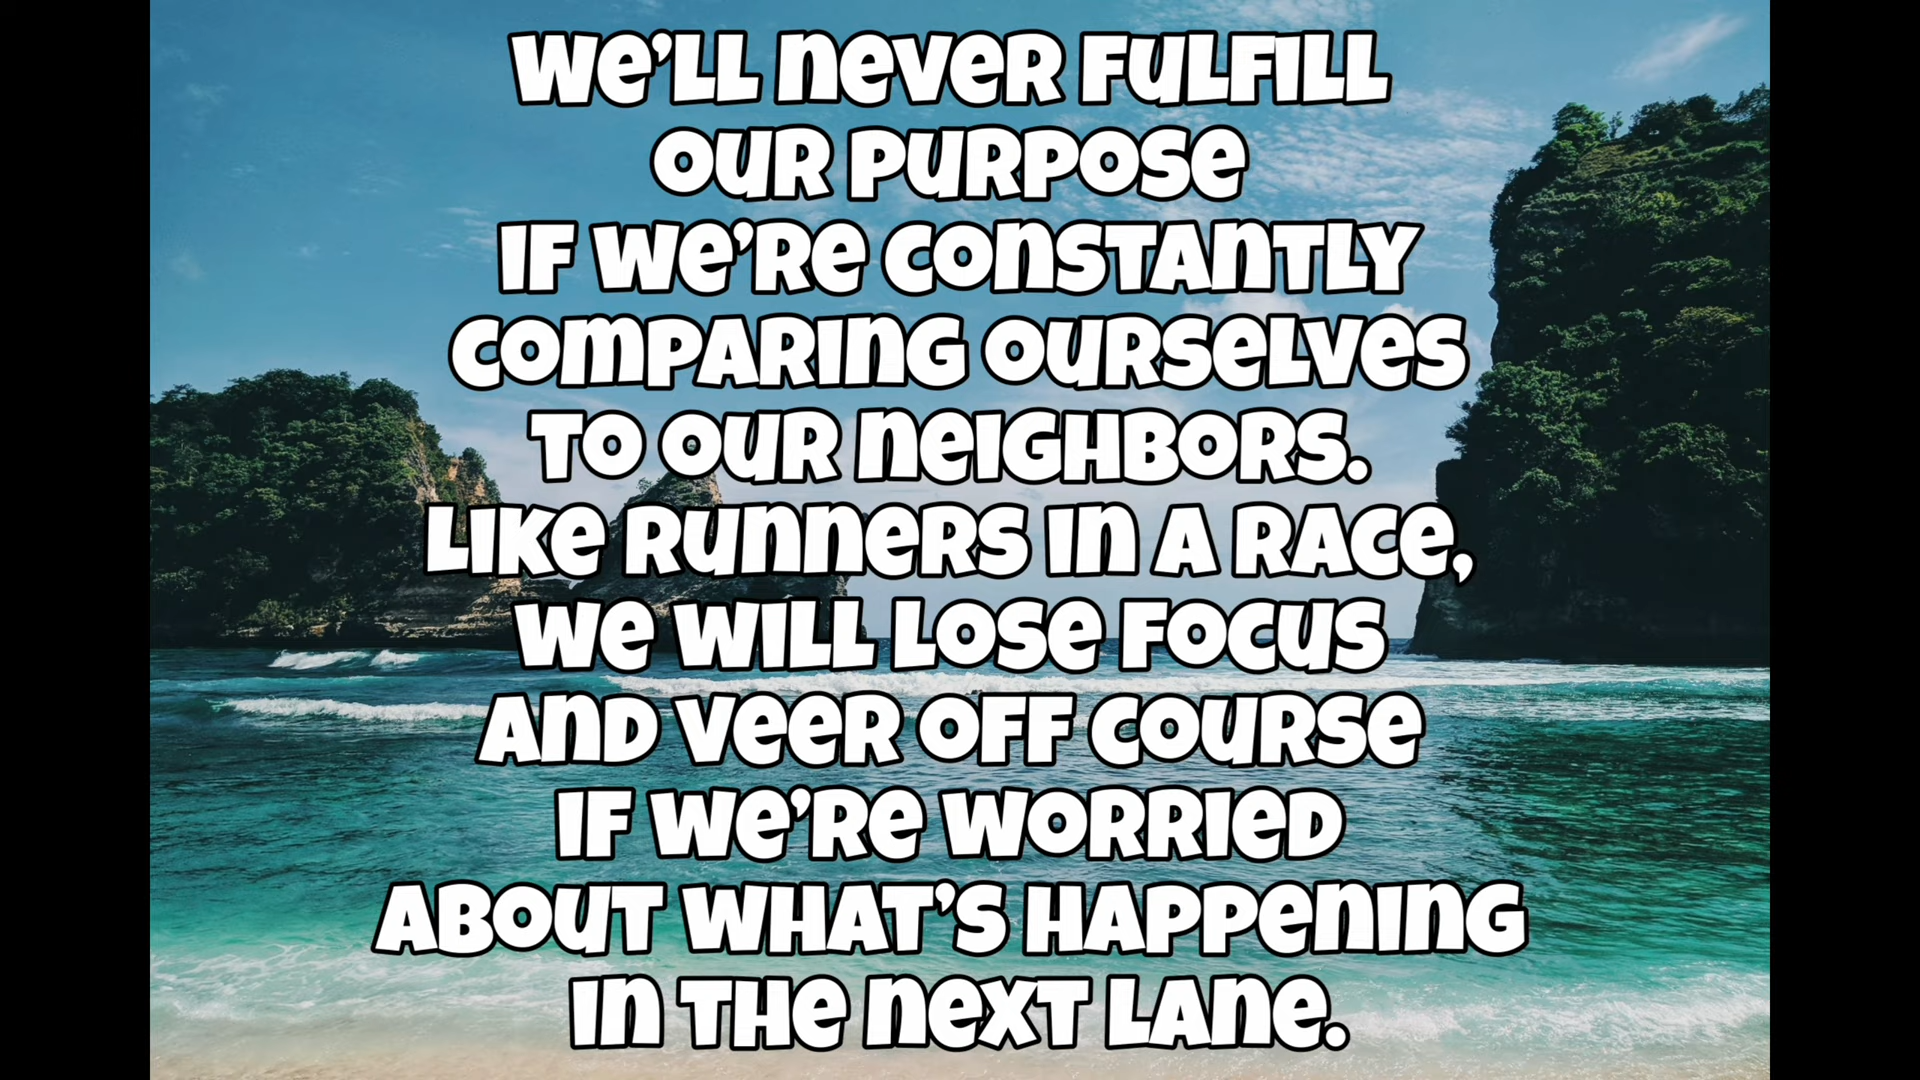 We'll never fulfill
our purpose
if we're constantly
comparing ourselves
to our neighbors.
Like runners in a race,
we will lose focus
and veer off course
if we're worried
about what's happening
in the next lane.